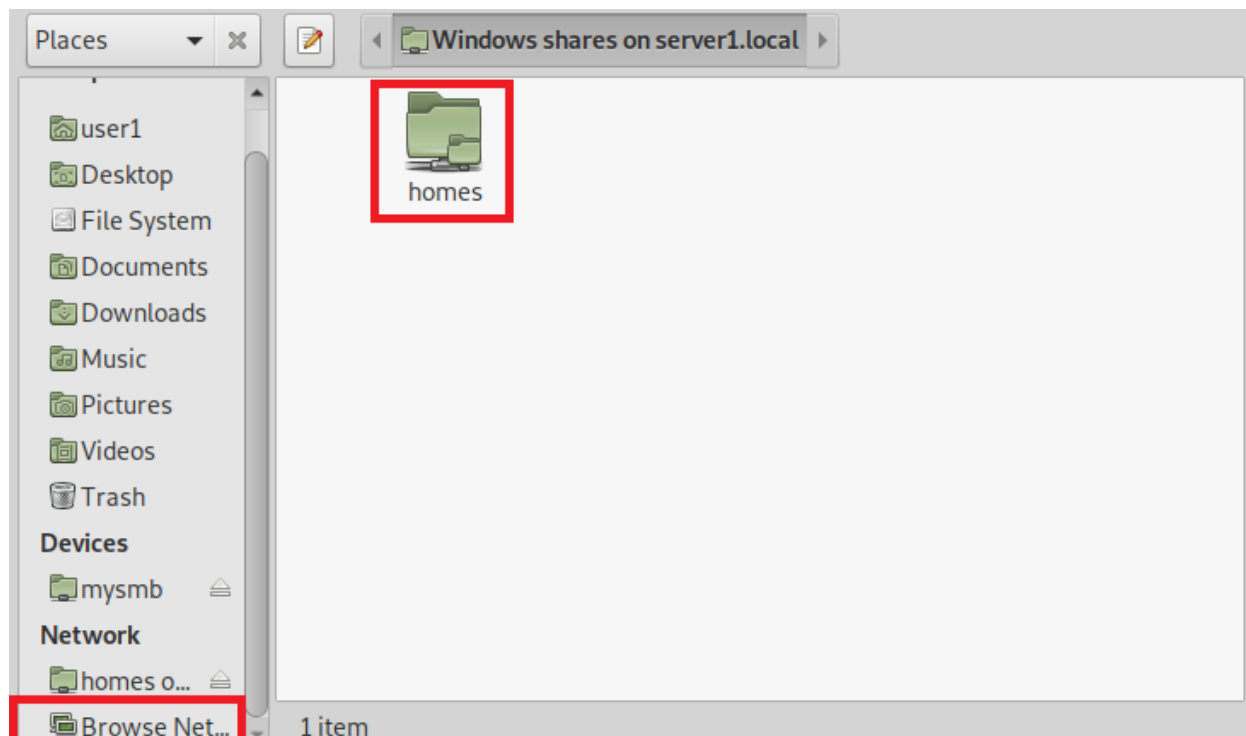 Places
Windows shares on server1.local
user1
Desktop
File System
Documents
Downloads
Music
Pictures
Videos
Trash
Devices
mysmb
Network
homes o...
Browse Net...
homes
1 item